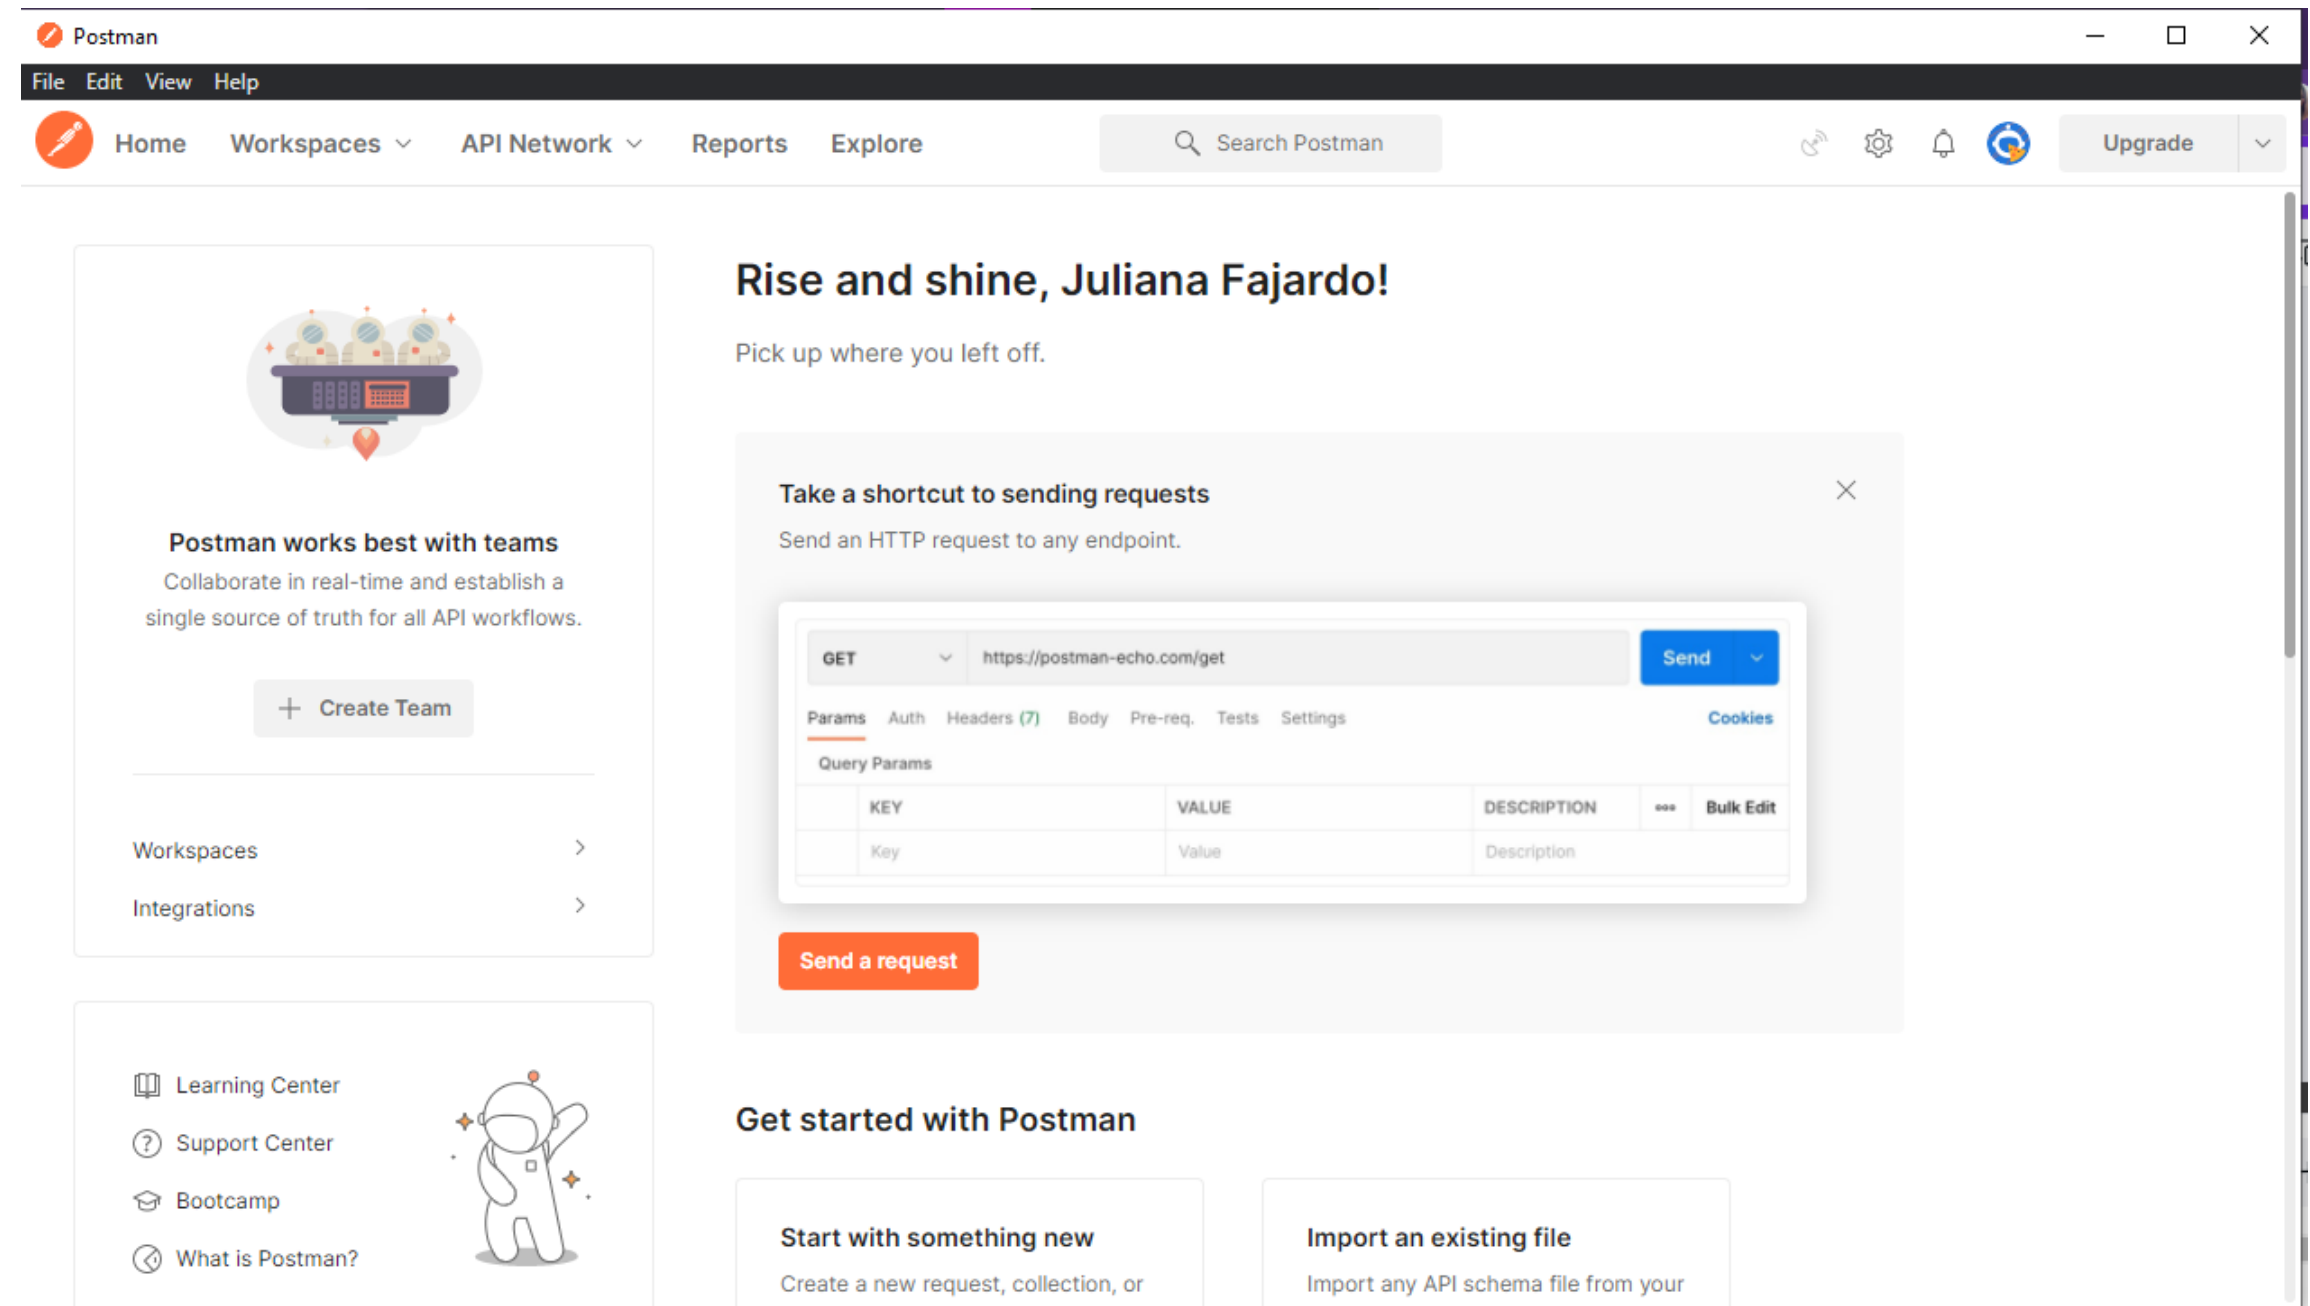 Postman
File Edit View Help
Home Workspaces API Network Reports Explore Search Postman Upgrade
Postman works best with teams
Collaborate in real-time and establish a
single source of truth for all API workflows.
Create Team
Workspaces
Integrations
Learning Center
Support Center
Bootcamp
What is Postman?
Rise and shine, Juliana Fajardo!
Pick up where you left off.
Take a shortcut to sending requests
Send an HTTP request to any endpoint.
GET https://postman-echo.com/get Send
Params Auth Headers (7) Body Pre-req. Tests Settings Cookies
Query Params
KEY VALUE DESCRIPTION Bulk Edit
Key Value Description
Send a request
Get started with Postman
Start with something new
Create a new request, collection, or
Import an existing file
Import any API schema file from your